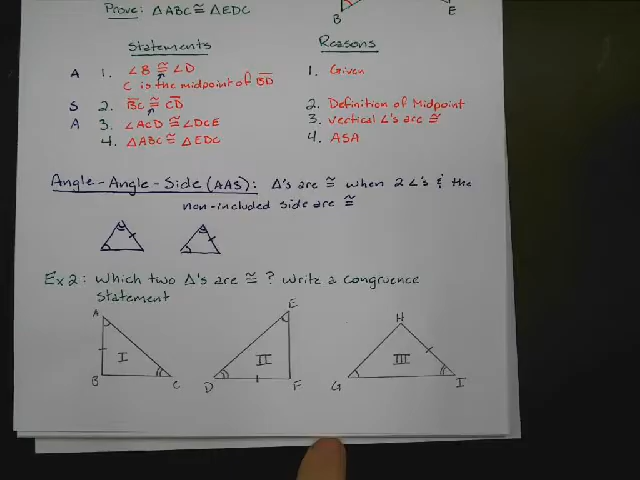 Prove: △ABC ≅ △EDC
B E
Statements Reasons
A 1. ∠B ≅ ∠D 1. Given
C is the midpoint of BD
S 2. BC ≅ CD 2. Definition of Midpoint
A 3. ∠ACD ≅ ∠DCE 3. Vertical ∠'s are ≅
4. △ABC ≅ △EDC 4. ASA
Angle-Angle-Side (AAS): △'s are ≅ when 2 ∠'s & the
non-included side are ≅
Ex 2: Which two △'s are ≅? Write a congruence
statement
A E H
I II III
B C D F G I